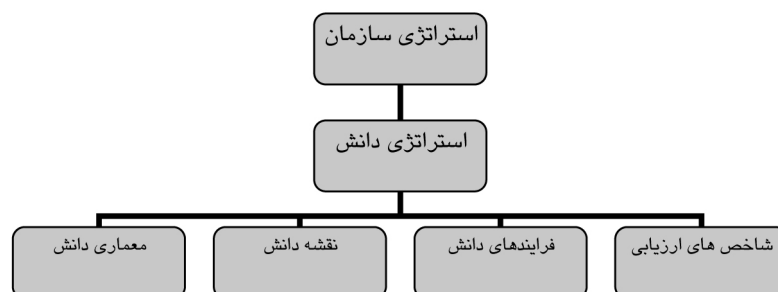 استراتژی سازمان
استراتژی دانش
شاخص های ارزیابی
فرایندهای دانش
نقشه دانش
معماری دانش